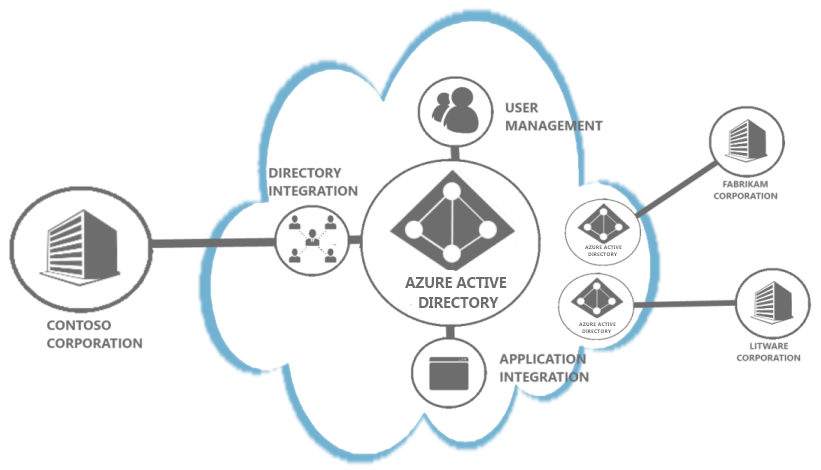 USER
MANAGEMENT
DIRECTORY
INTEGRATION
FABRIKAM
CORPORATION
AZURE ACTIVE
DIRECTORY
AZURE ACTIVE
DIRECTORY
AZURE ACTIVE
DIRECTORY
CONTOSO
CORPORATION
LITWARE
CORPORATION
APPLICATION
INTEGRATION